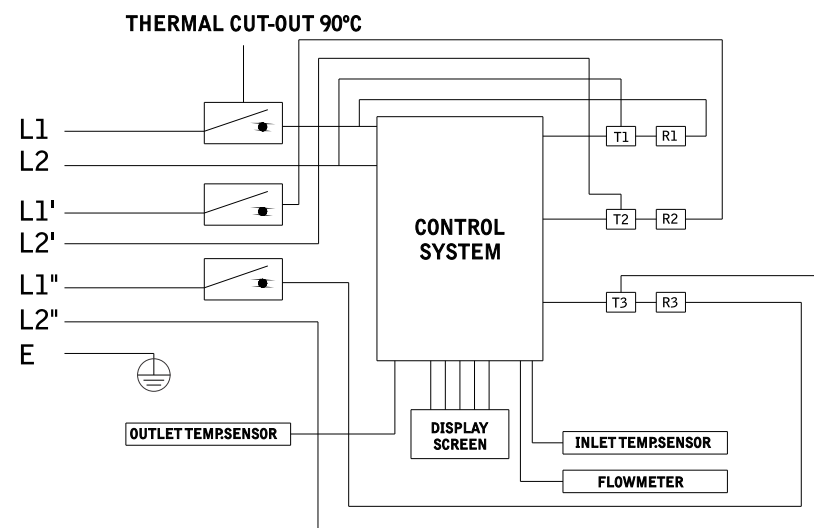 THERMAL CUT-OUT 90ºC
L1
L2
L1'
L2'
L1"
L2"
E
T1
R1
T2
R2
T3
R3
CONTROL
SYSTEM
OUTLET TEMP.SENSOR
DISPLAY
SCREEN
INLET TEMP.SENSOR
FLOWMETER